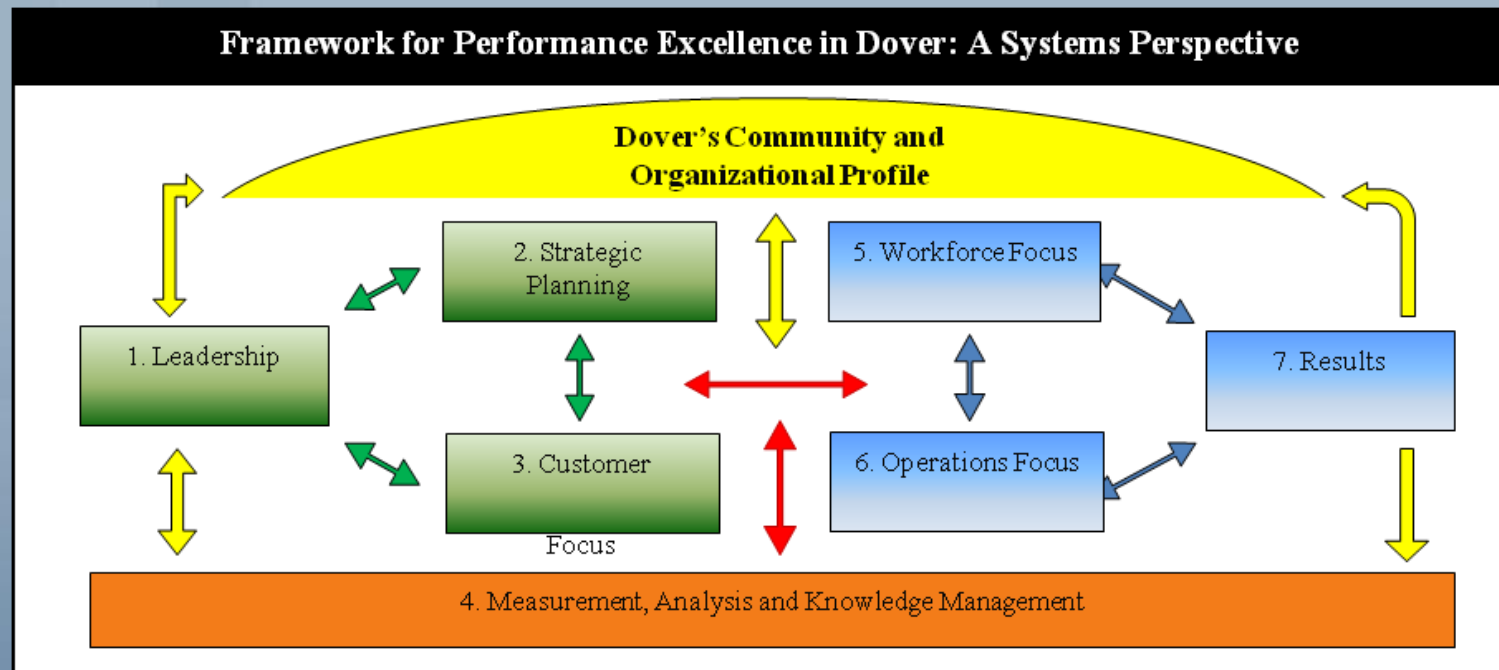 Framework for Performance Excellence in Dover: A Systems Perspective
Dover's Community and
Organizational Profile
2. Strategic
Planning
5. Workforce Focus
1. Leadership
7. Results
3. Customer
Focus
6. Operations Focus
4. Measurement, Analysis and Knowledge Management